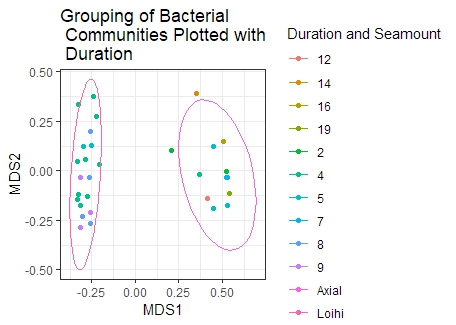 Grouping of Bacterial
Communities Plotted with
Duration
Duration and Seamount
12
14
16
19
2
4
5
7
8
9
Axial
Loihi
MDS2
0.50
0.25
0.00
-0.25
-0.50
-0.25
0.00
0.25
0.50
MDS1